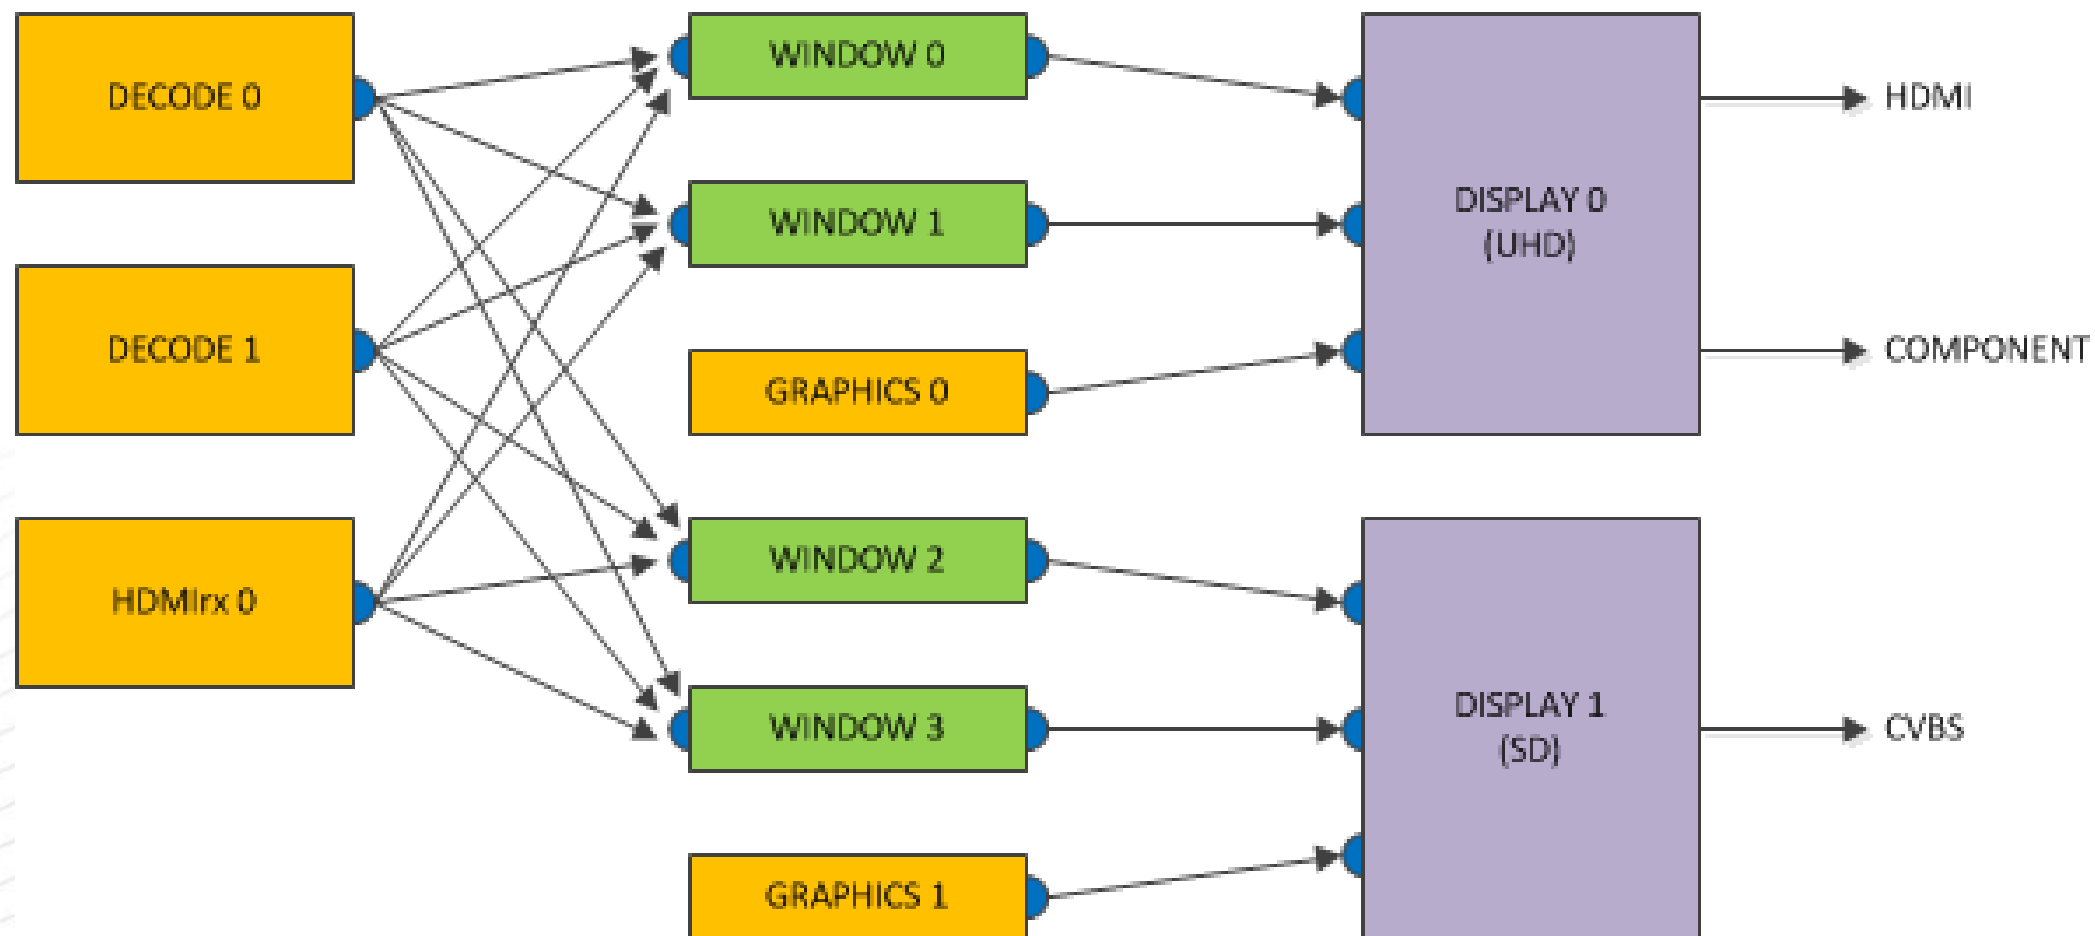 DECODE 0
DECODE 1
HDMIrx 0
WINDOW 0
WINDOW 1
GRAPHICS 0
WINDOW 2
WINDOW 3
GRAPHICS 1
DISPLAY 0
(UHD)
DISPLAY 1
(SD)
HDMI
COMPONENT
CVBS